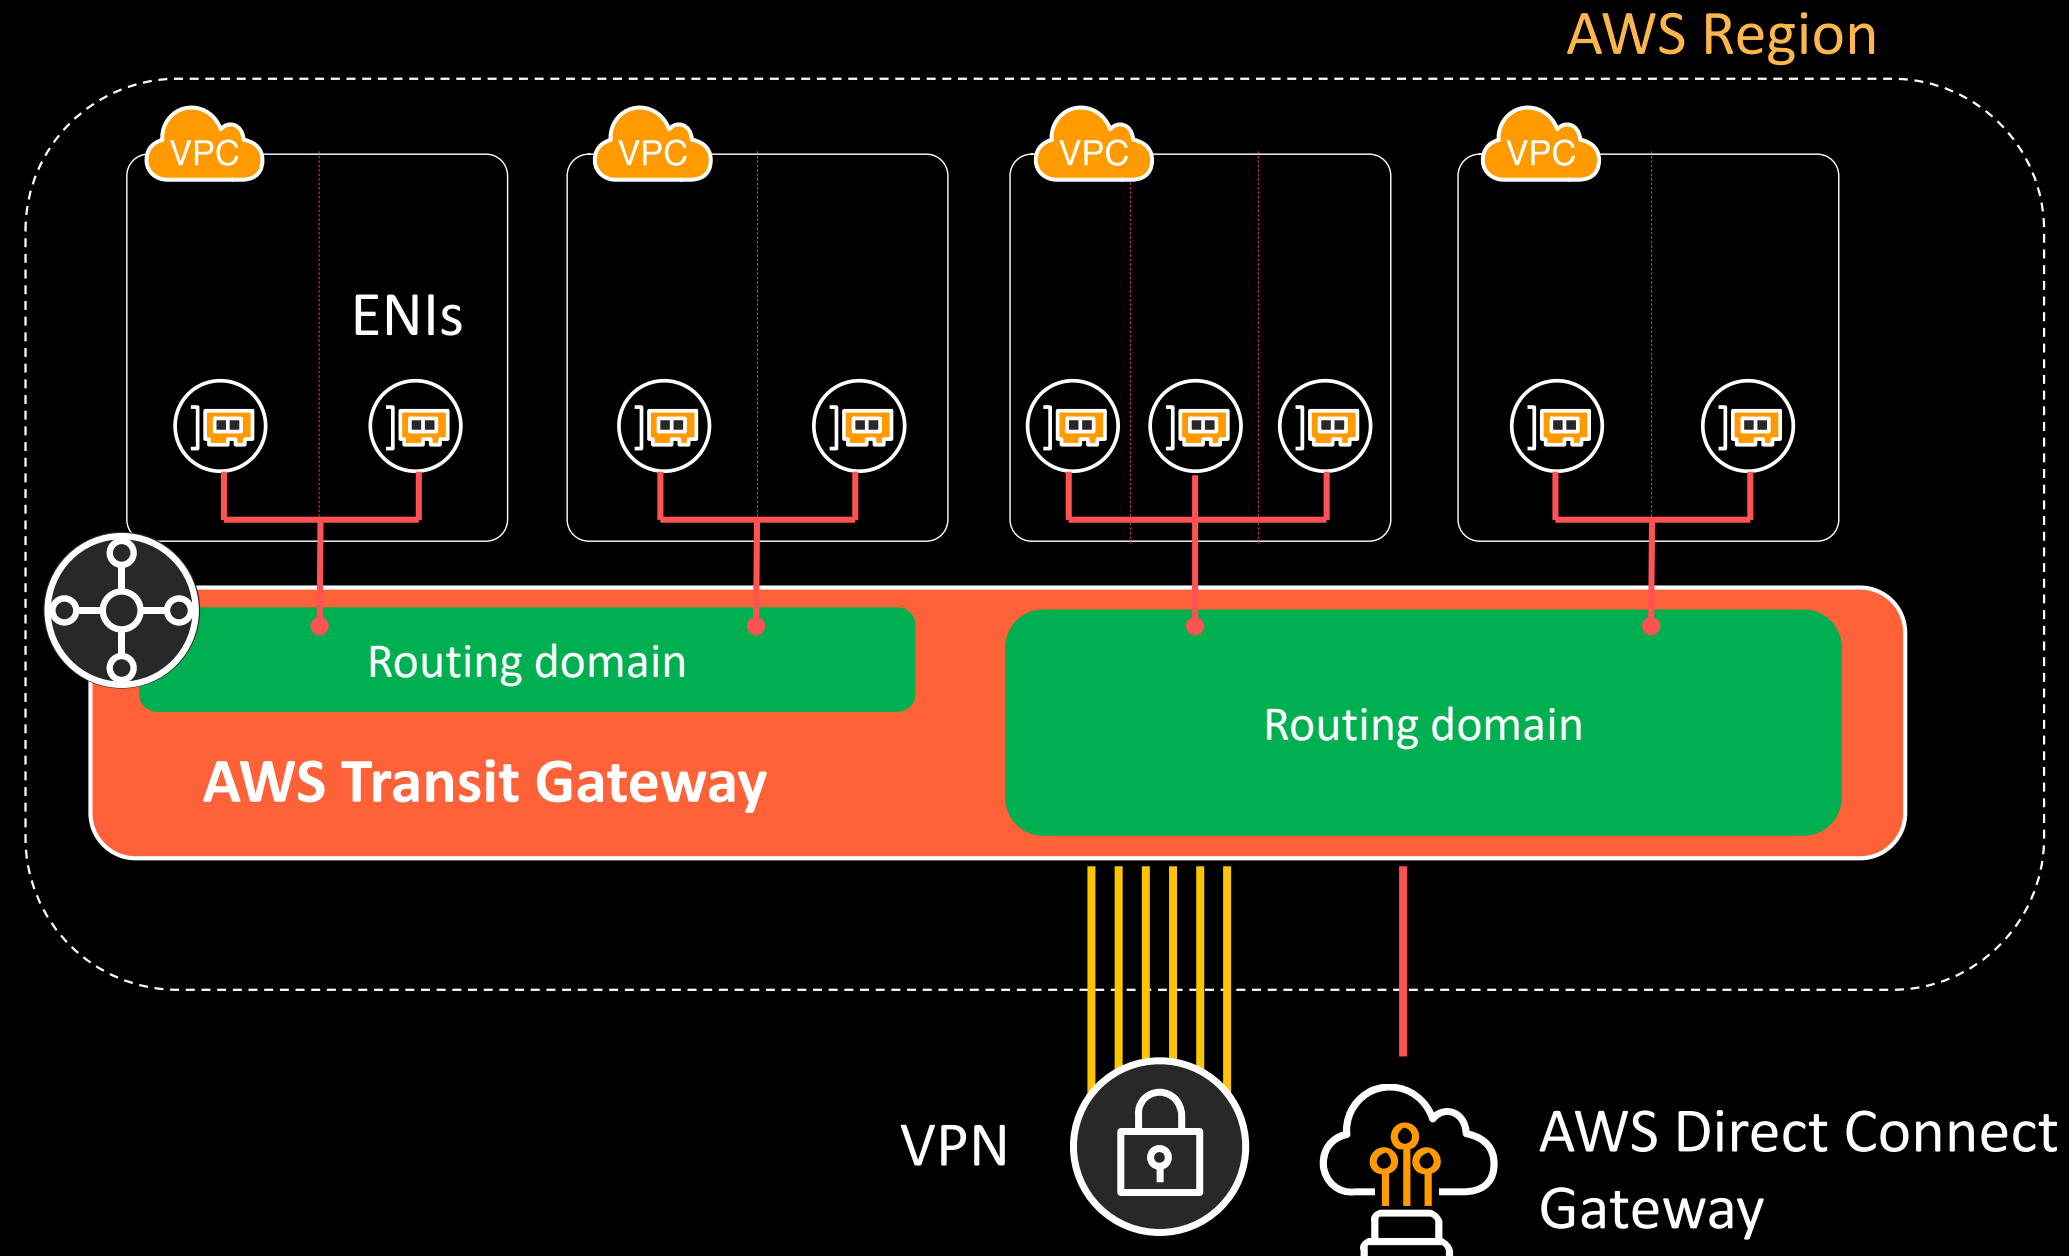 AWS Region
VPC
VPC
VPC
VPC
ENIs
Routing domain
Routing domain
AWS Transit Gateway
VPN
AWS Direct Connect
Gateway